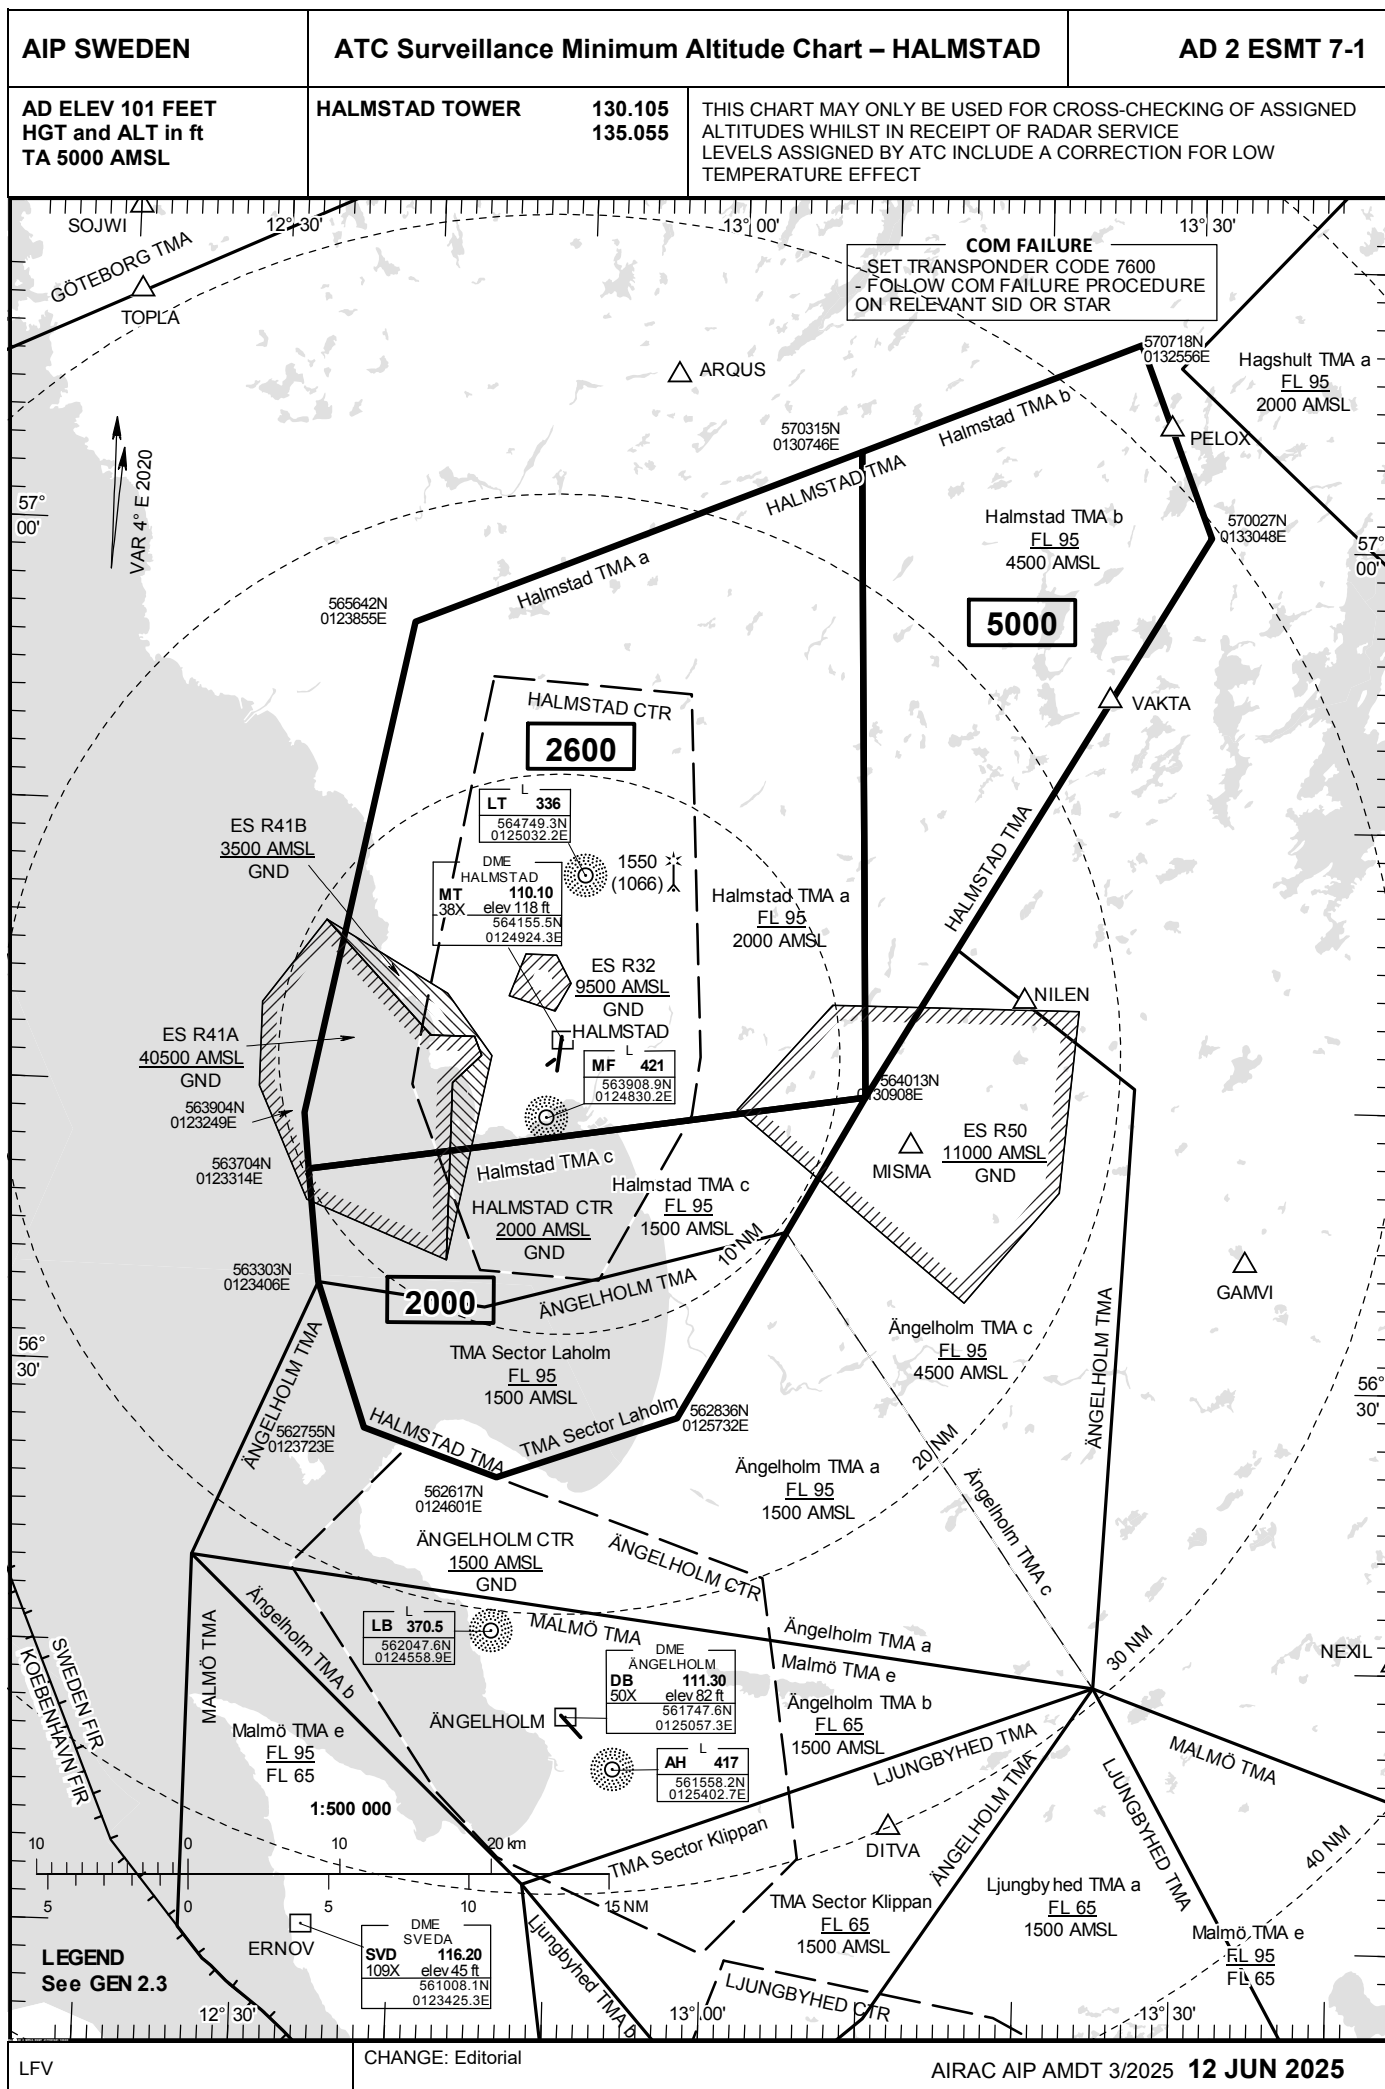 AIP SWEDEN
ATC Surveillance Minimum Altitude Chart – HALMSTAD
AD 2 ESMT 7-1
AD ELEV 101 FEET
HGT and ALT in ft
TA 5000 AMSL
HALMSTAD TOWER 130.105
135.055
THIS CHART MAY ONLY BE USED FOR CROSS-CHECKING OF ASSIGNED
ALTITUDES WHILST IN RECEIPT OF RADAR SERVICE
LEVELS ASSIGNED BY ATC INCLUDE A CORRECTION FOR LOW
TEMPERATURE EFFECT
SOJWI
12° 30'
13° 00'
13° 30'
GÖTEBORG TMA
TOPLA
COM FAILURE
- SET TRANSPONDER CODE 7600
- FOLLOW COM FAILURE PROCEDURE
ON RELEVANT SID OR STAR
570718N
0132556E
Hagshult TMA a
FL 95
2000 AMSL
ARQUS
570315N
0130746E
Halmstad TMA b
HALMSTAD TMA
PELOX
VAR 4° E 2020
57°
00'
Halmstad TMA b
FL 95
4500 AMSL
570027N
0133048E
57°
00'
Halmstad TMA a
565642N
0123855E
5000
HALMSTAD CTR
VAKTA
2600
L
LT 336
564749.3N
0125032.2E
ES R41B
3500 AMSL
GND
1550
(1066)
DME
HALMSTAD
MT 110.10
38X elev 118 ft
564155.5N
0124924.3E
HALMSTAD TMA
Halmstad TMA a
FL 95
2000 AMSL
ES R32
9500 AMSL
GND
NILEN
HALMSTAD
ES R41A
40500 AMSL
GND
L
MF 421
563908.9N
0124830.2E
564013N
0130908E
563904N
0123249E
ES R50
11000 AMSL
GND
MISMA
563704N
0123314E
Halmstad TMA c
Halmstad TMA c
FL 95
1500 AMSL
HALMSTAD CTR
2000 AMSL
GND
10 NM
563303N
0123406E
2000
ÄNGELHOLM TMA
GAMVI
ÄNGELHOLM TMA
ÄNGELHOLM TMA
Ängelholm TMA c
FL 95
4500 AMSL
TMA Sector Laholm
FL 95
1500 AMSL
56°
30'
56°
30'
562836N
0125732E
562755N
0123723E
HALMSTAD TMA
TMA Sector Laholm
20 NM
Ängelholm TMA a
FL 95
1500 AMSL
562617N
0124601E
Ängelholm TMA c
ÄNGELHOLM CTR
1500 AMSL
GND
ÄNGELHOLM CTR
Ängelholm TMA b
L
LB 370.5
562047.6N
0124558.9E
MALMÖ TMA
Ängelholm TMA a
Malmö TMA e
30 NM
NEXIL
MALMÖ TMA
SWEDEN FIR
KOEBENHAVN FIR
DME
ÄNGELHOLM
DB 111.30
50X elev 82 ft
561747.6N
0125057.3E
ÄNGELHOLM
Ängelholm TMA b
FL 65
1500 AMSL
Malmö TMA e
FL 95
FL 65
LJUNGBYHED TMA
MALMÖ TMA
L
AH 417
561558.2N
0125402.7E
1:500 000
10 0 10 20 km
5 0 5 10 15 NM
TMA Sector Klippan
DITVA
ÄNGELHOLM TMA
LJUNGBYHED TMA
40 NM
TMA Sector Klippan
FL 65
1500 AMSL
Ljungbyhed TMA a
FL 65
1500 AMSL
Malmö TMA e
FL 95
FL 65
ERNOV
DME
SVEDA
SVD 116.20
109X elev 45 ft
561008.1N
0123425.3E
Ljungbyhed TMA b
LJUNGBYHED CTR
LEGEND
See GEN 2.3
12° 30'
13° 00'
13° 30'
LFV
CHANGE: Editorial
AIRAC AIP AMDT 3/2025 12 JUN 2025